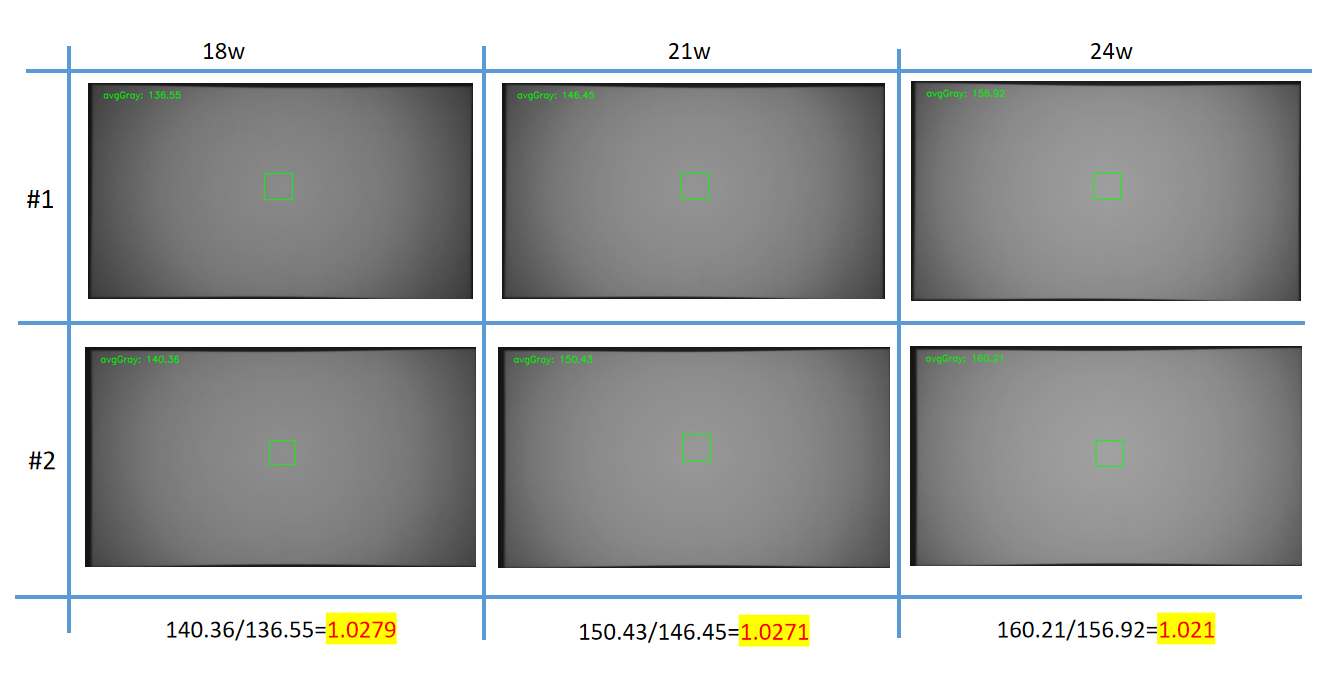 18w
21w
24w
#1
avgGray: 136.55
avgGray: 146.45
avgGray: 156.92
#2
avgGray: 140.36
avgGray: 150.43
avgGray: 160.21
140.36/136.55=1.0279
150.43/146.45=1.0271
160.21/156.92=1.021